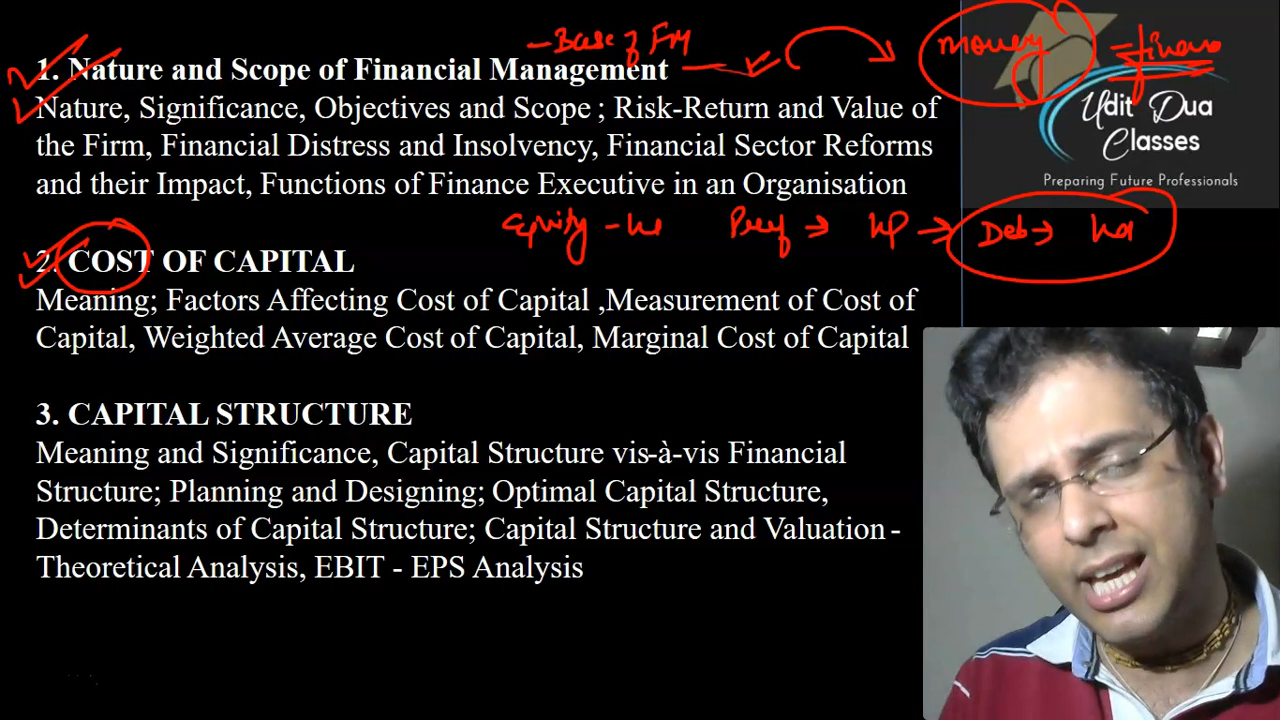 - Base of FM
money = finance
1. Nature and Scope of Financial Management
Nature, Significance, Objectives and Scope ; Risk-Return and Value of
the Firm, Financial Distress and Insolvency, Financial Sector Reforms
and their Impact, Functions of Finance Executive in an Organisation
Udit Dua
Classes
Preparing Future Professionals
Equity - Ke Pref → KP → Deb →
2. COST OF CAPITAL
Meaning; Factors Affecting Cost of Capital ,Measurement of Cost of
Capital, Weighted Average Cost of Capital, Marginal Cost of Capital
3. CAPITAL STRUCTURE
Meaning and Significance, Capital Structure vis-à-vis Financial
Structure; Planning and Designing; Optimal Capital Structure,
Determinants of Capital Structure; Capital Structure and Valuation -
Theoretical Analysis, EBIT - EPS Analysis